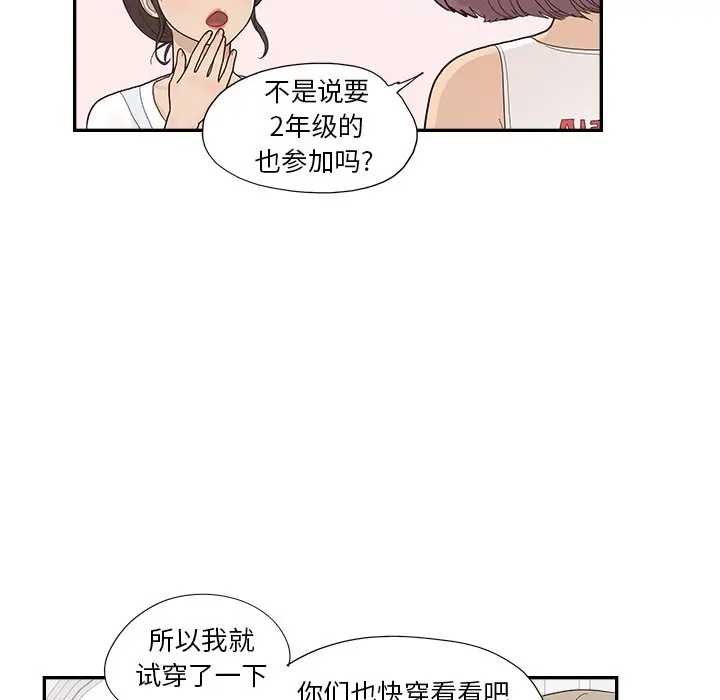 不是说要
2年级的
也参加吗?
所以我就
试穿了一下
你们也快穿看看吧